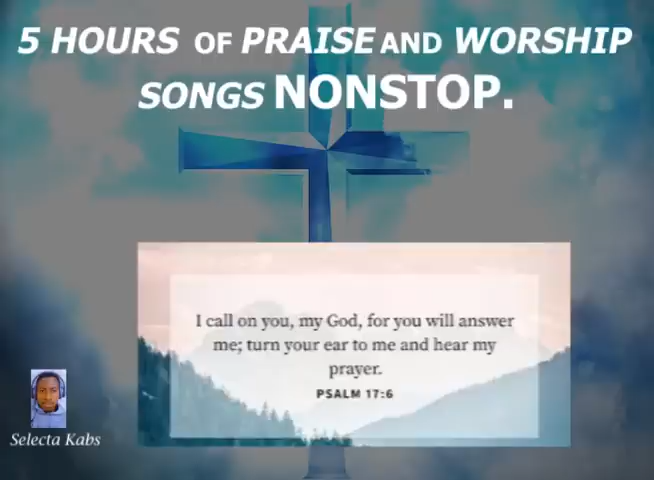 5 HOURS OF PRAISE AND WORSHIP
SONGS NONSTOP.
I call on you, my God, for you will answer
me; turn your ear to me and hear my
prayer.
PSALM 17:6
Selecta Kabs